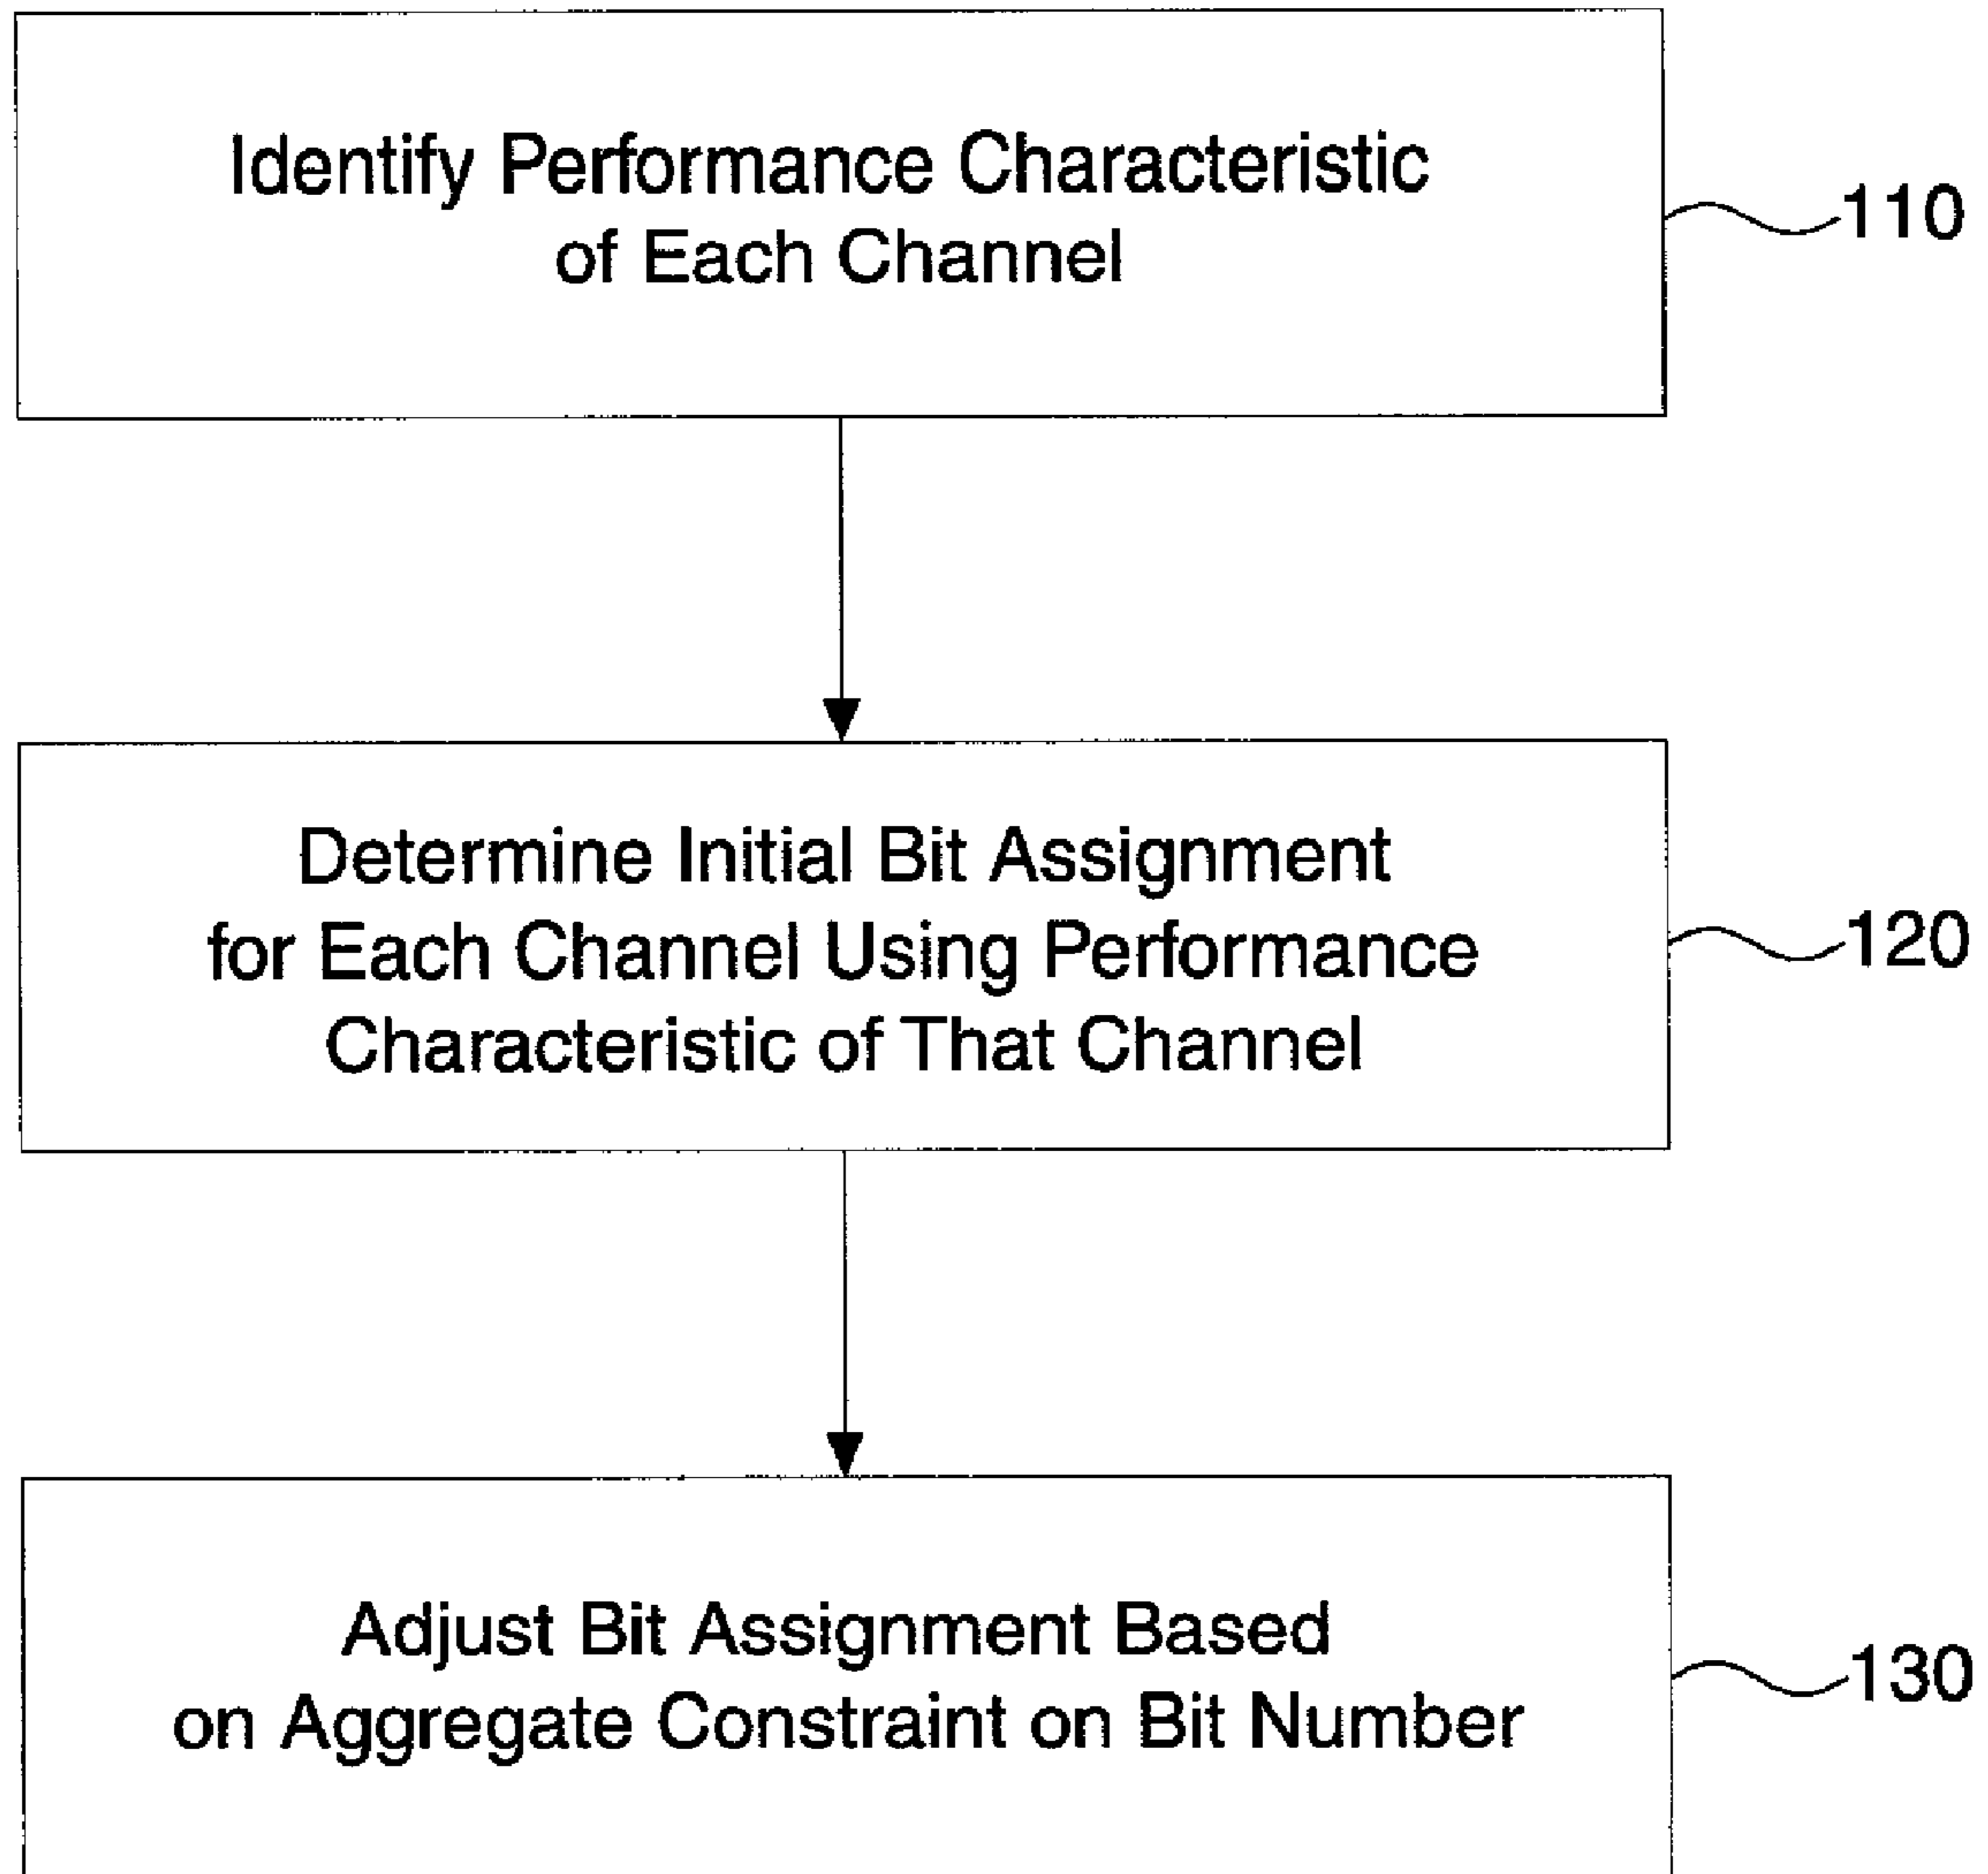 Identify Performance Characteristic
of Each Channel
110
Determine Initial Bit Assignment
for Each Channel Using Performance
Characteristic of That Channel
120
Adjust Bit Assignment Based
on Aggregate Constraint on Bit Number
130